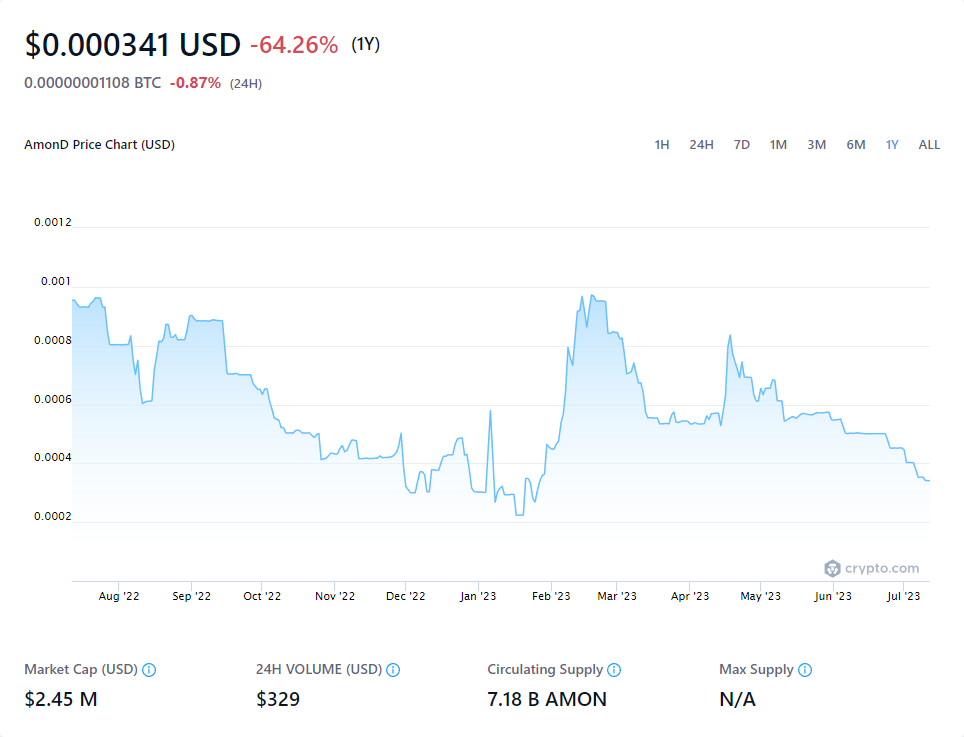 $0.000341 USD -64.26% (1Y)
0.00000001108 BTC -0.87% (24H)
AmonD Price Chart (USD) 1H 24H 7D 1M 3M 6M 1Y ALL
0.0012
0.001
0.0008
0.0006
0.0004
0.0002
crypto.com
Aug '22 Sep '22 Oct '22 Nov '22 Dec '22 Jan '23 Feb '23 Mar '23 Apr '23 May '23 Jun '23 Jul '23
Market Cap (USD) 24H VOLUME (USD) Circulating Supply Max Supply
$2.45 M $329 7.18 B AMON N/A